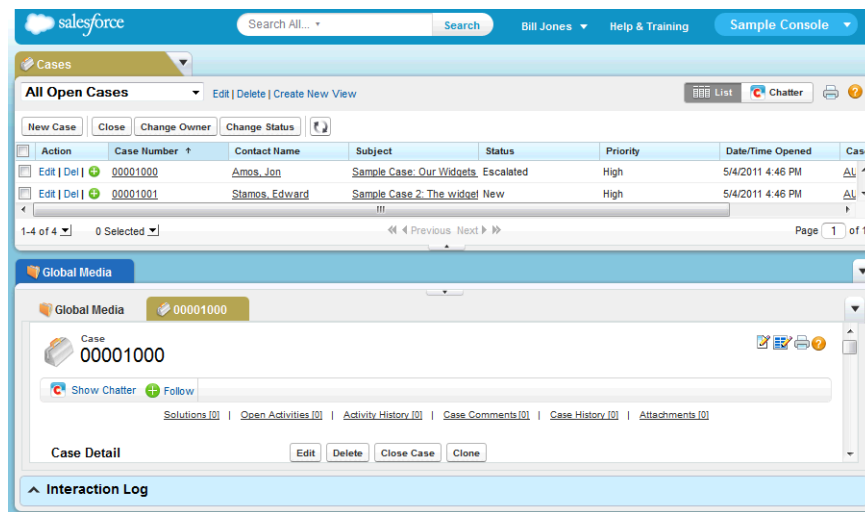 salesforce Search All... Search Bill Jones Help & Training Sample Console
Cases
All Open Cases Edit | Delete | Create New View List Chatter
New Case Close Change Owner Change Status
Action Case Number Contact Name Subject Status Priority Date/Time Opened Cas
Edit | Del | 00001000 Amos, Jon Sample Case: Our Widgets Escalated High 5/4/2011 4:46 PM AU
Edit | Del | 00001001 Stamos, Edward Sample Case 2: The widget New High 5/4/2011 4:46 PM AU
1-4 of 4 0 Selected Previous Next Page 1 of 1
Global Media
Global Media 00001000
Case
00001000
Show Chatter Follow
Solutions [0] | Open Activities [0] | Activity History [0] | Case Comments [0] | Case History [0] | Attachments [0]
Case Detail Edit Delete Close Case Clone
Interaction Log